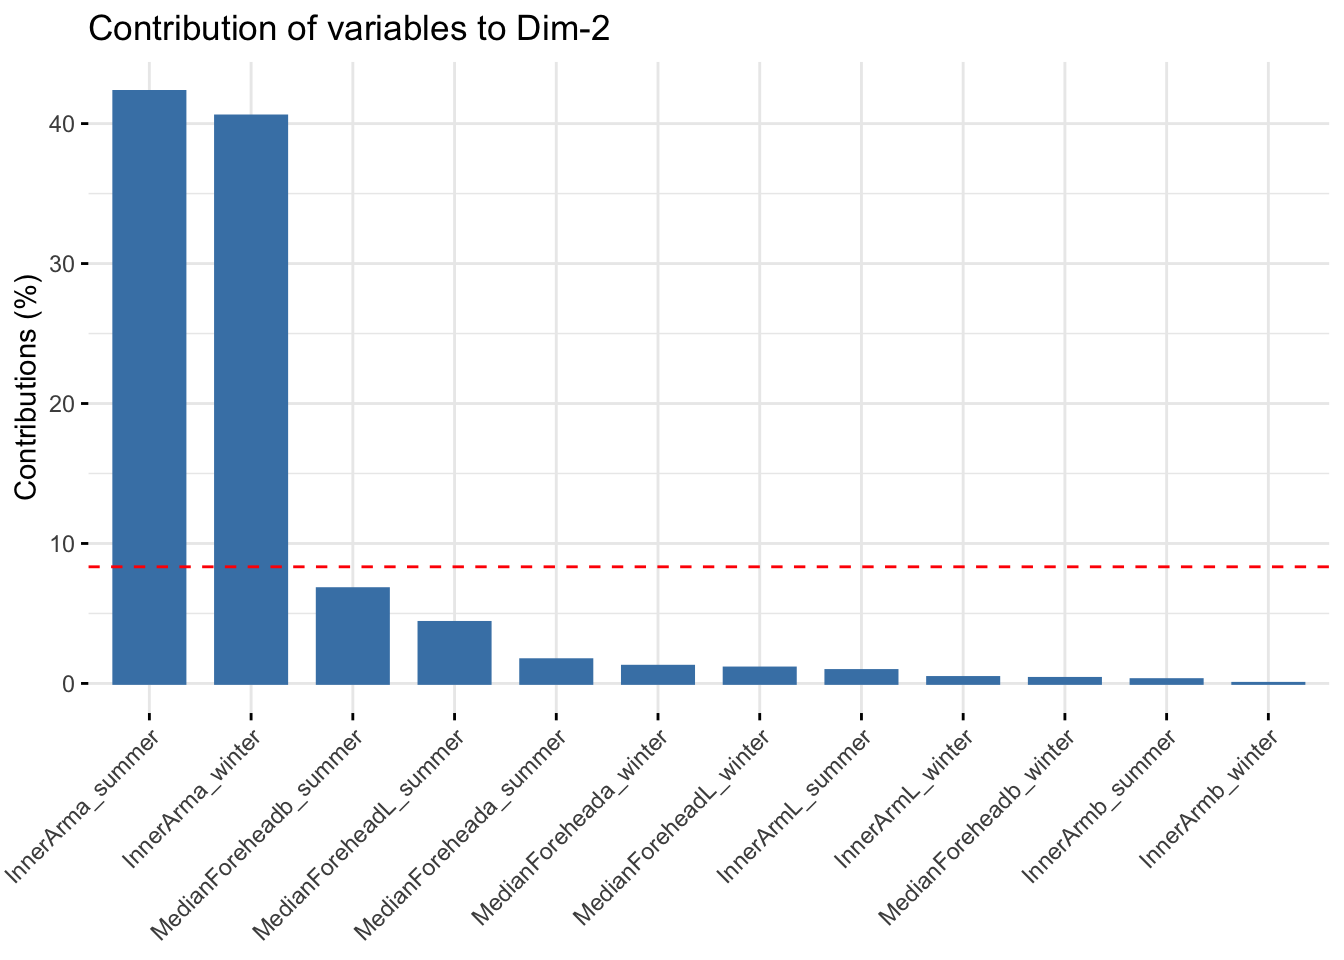 Contribution of variables to Dim-2
Contributions (%)
40
30
20
10
0
InnerArma_summer
InnerArma_winter
MedianForeheadb_summer
MedianForeheadL_summer
MedianForeheada_summer
MedianForeheada_winter
MedianForeheadL_winter
InnerArmL_summer
InnerArmL_winter
MedianForeheadb_winter
InnerArmb_summer
InnerArmb_winter